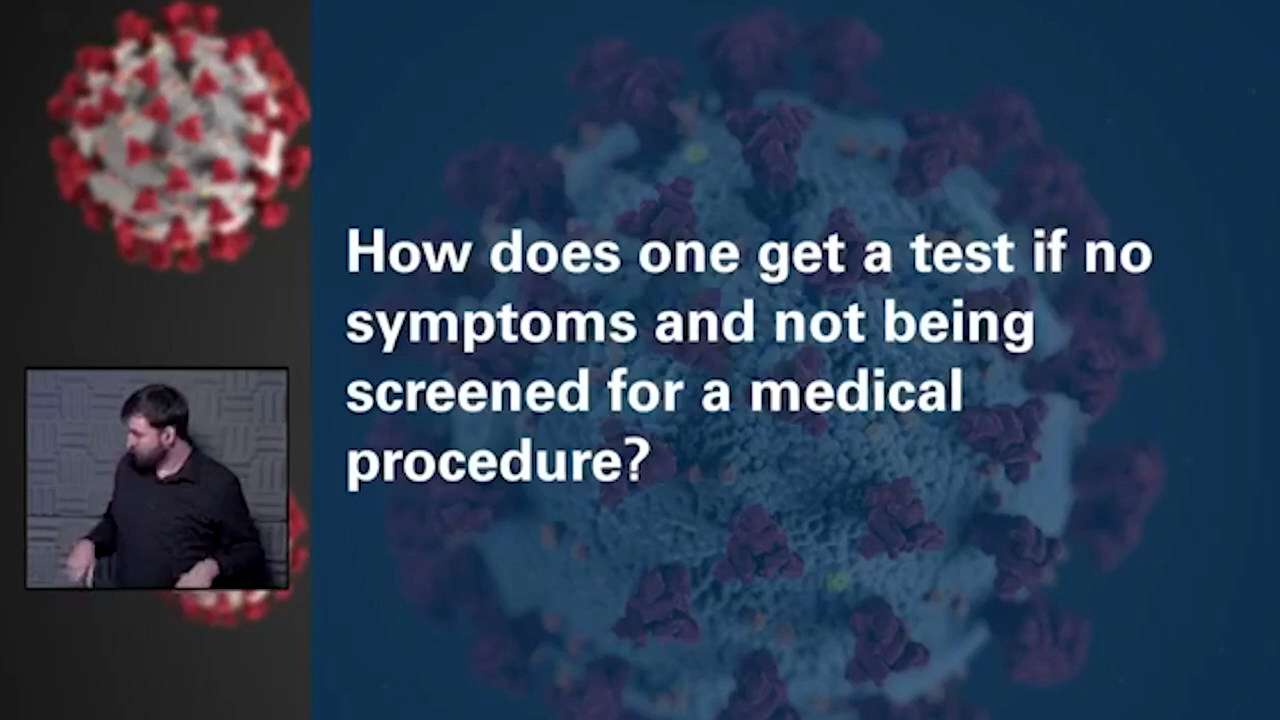 How does one get a test if no
symptoms and not being
screened for a medical
procedure?